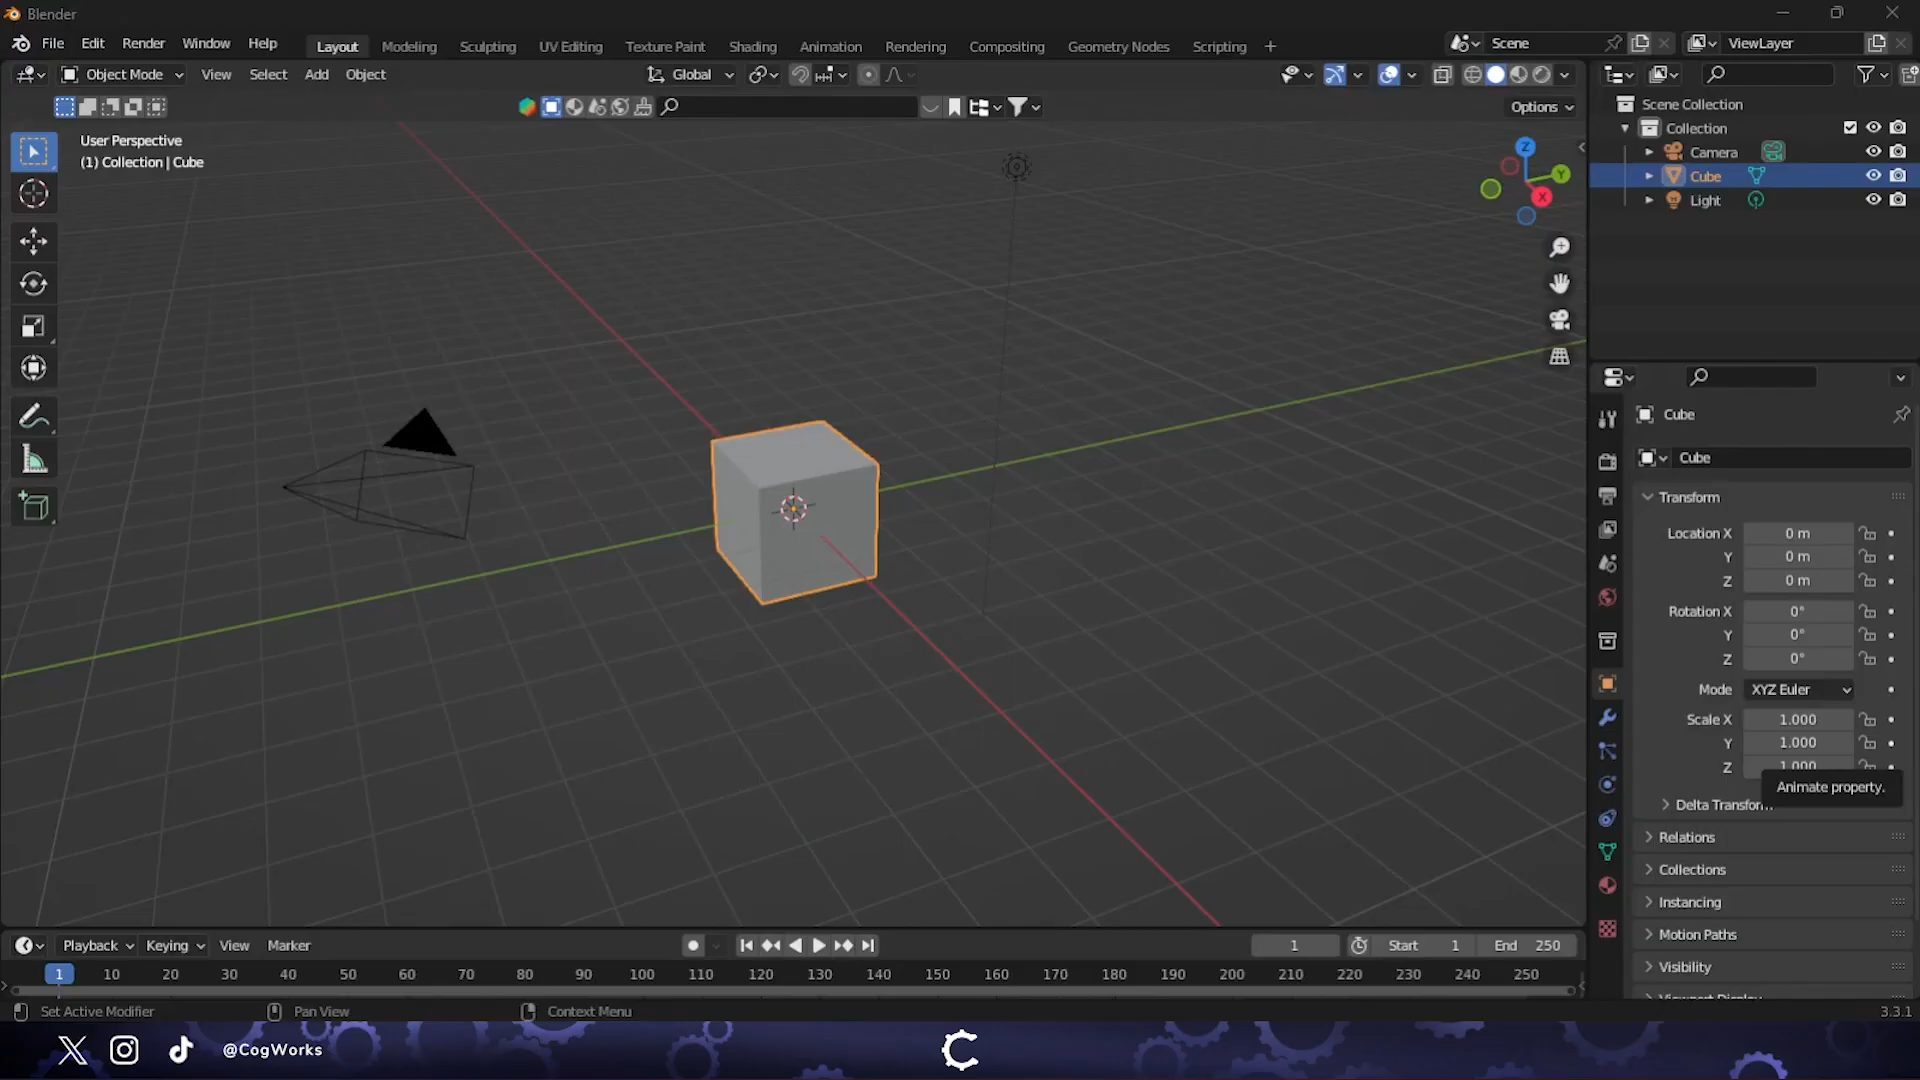 Blender
File Edit Render Window Help Layout Modeling Sculpting UV Editing Texture Paint Shading Animation Rendering Compositing Geometry Nodes Scripting + Scene ViewLayer
Object Mode View Select Add Object Global
Options
User Perspective
(1) Collection | Cube
Z
Y
X
Scene Collection
Collection
Camera
Cube
Light
Cube
Cube
Transform
Location X 0 m
Y 0 m
Z 0 m
Rotation X 0°
Y 0°
Z 0°
Mode XYZ Euler
Scale X 1.000
Y 1.000
Z 1.000
Animate property.
Delta Transform
Relations
Collections
Instancing
Motion Paths
Visibility
Viewport Display
Playback Keying View Marker 1 Start 1 End 250
1 10 20 30 40 50 60 70 80 90 100 110 120 130 140 150 160 170 180 190 200 210 220 230 240 250
Set Active Modifier Pan View Context Menu 3.3.1
@CogWorks